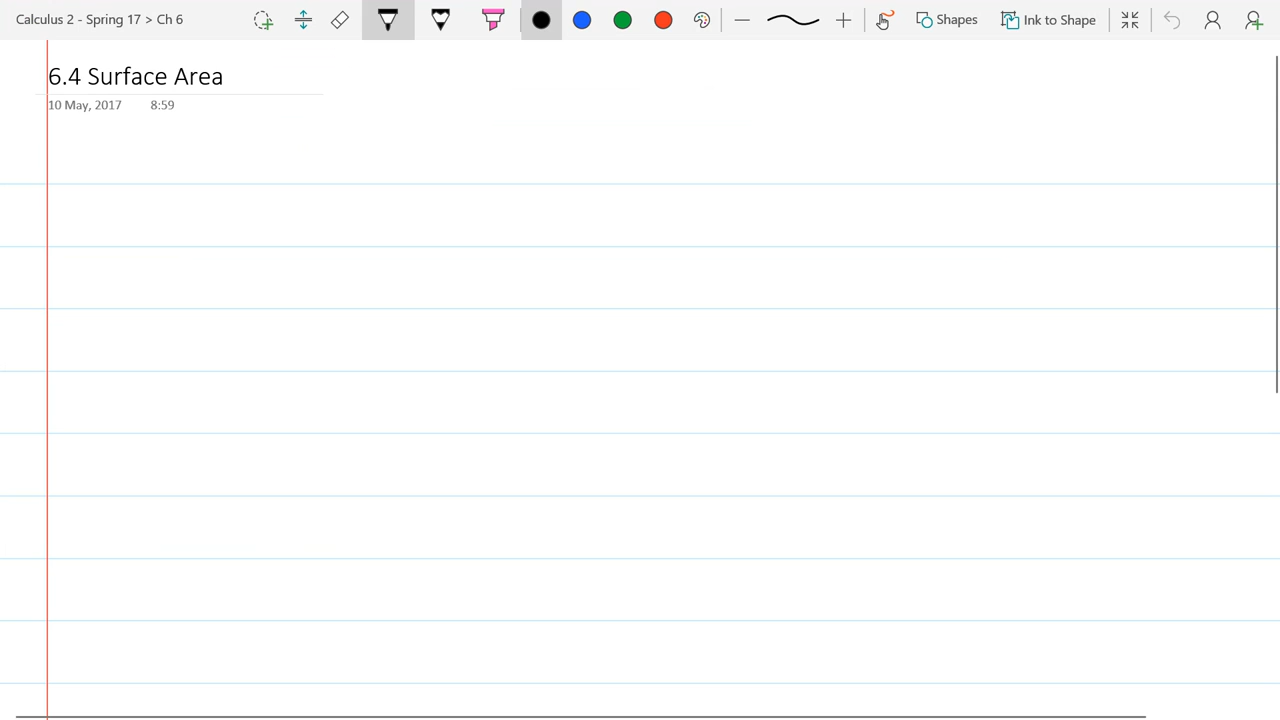 Calculus 2 - Spring 17 > Ch 6
Shapes
Ink to Shape
6.4 Surface Area
10 May, 2017 8:59